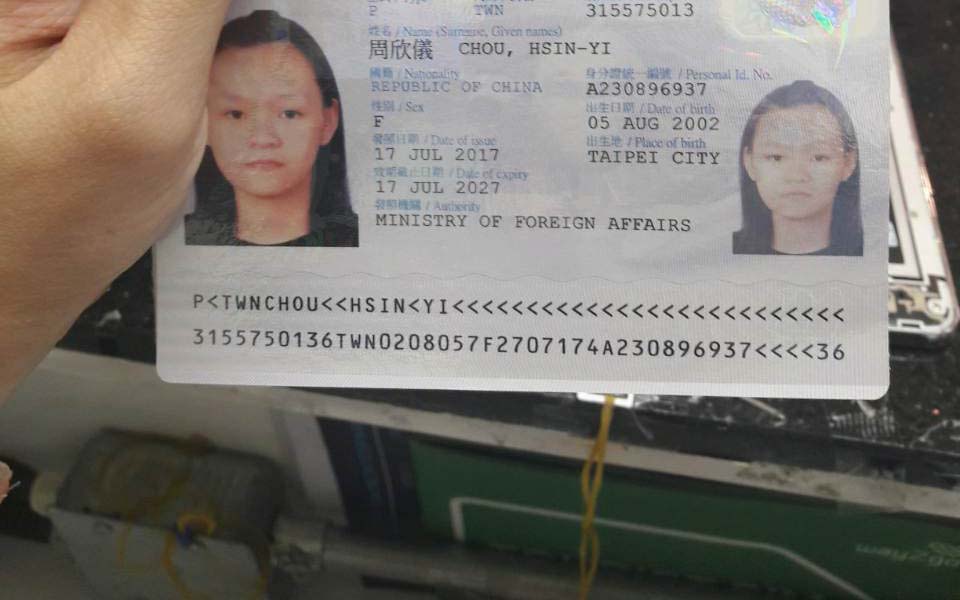 P TWN 315575013
姓名 / Name (Surname, Given names)
周欣儀 CHOU, HSIN-YI
國籍 / Nationality 身分證統一編號 / Personal Id. No.
REPUBLIC OF CHINA A230896937
性別 / Sex 出生日期 / Date of birth
F 05 AUG 2002
發照日期 / Date of issue 出生地 / Place of birth
17 JUL 2017 TAIPEI CITY
效期截止日期 / Date of expiry
17 JUL 2027
發照機關 / Authority
MINISTRY OF FOREIGN AFFAIRS
P<TWNCHOU<<HSIN<YI<<<<<<<<<<<<<<<<<<<<<<<<<<
3155750136TWN0208057F2707174A230896937<<<<36